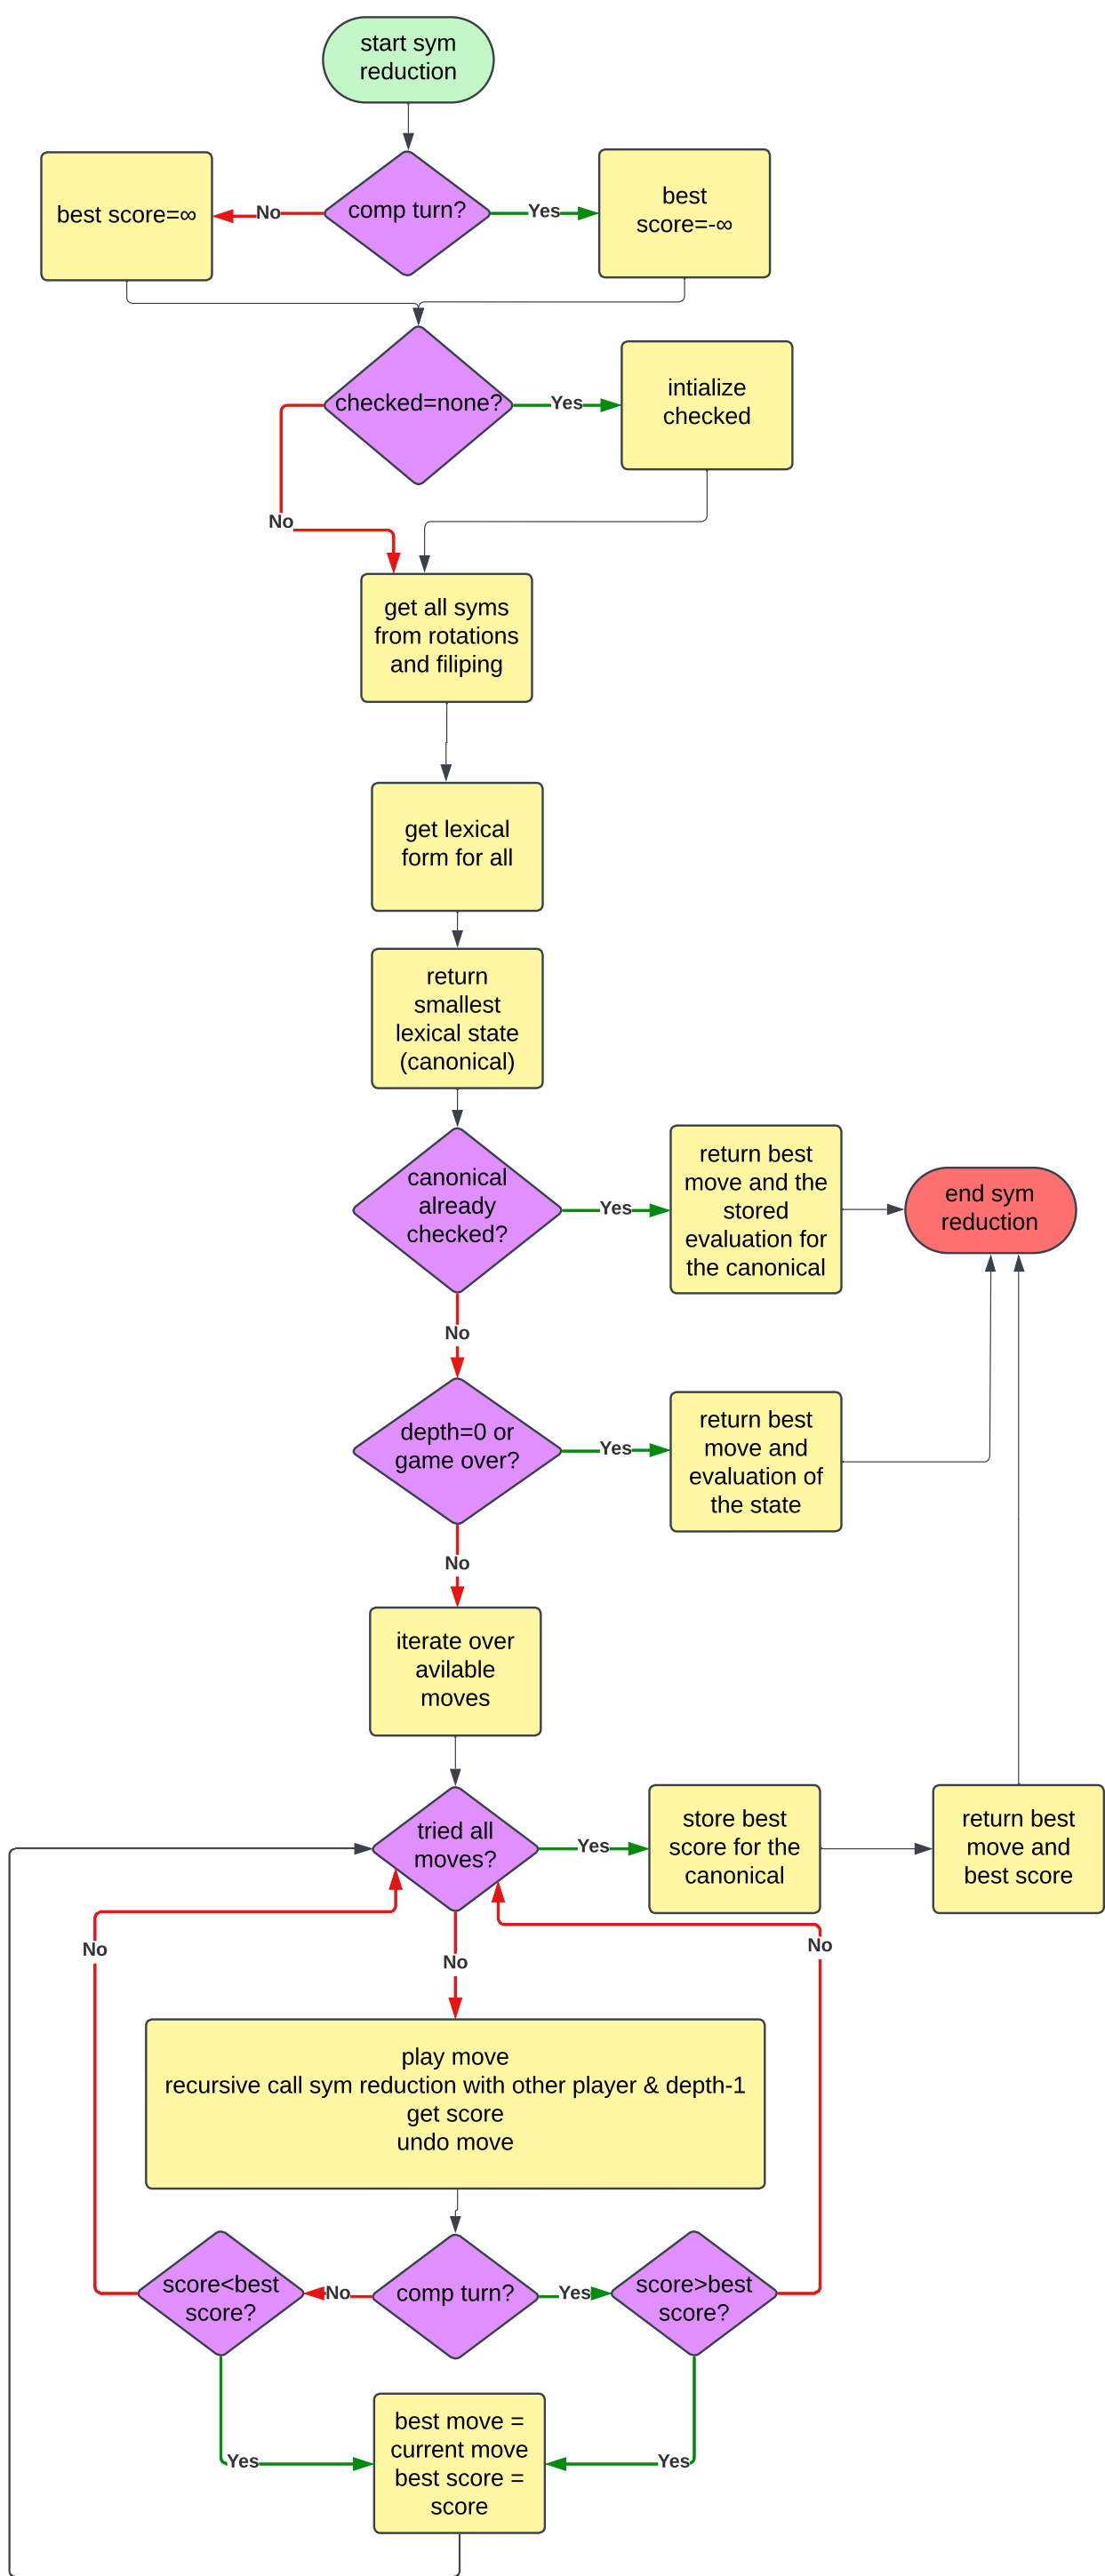 start sym
reduction
best score=∞
No
comp turn?
Yes
best
score=-∞
checked=none?
Yes
intialize
checked
No
get all syms
from rotations
and filiping
get lexical
form for all
return
smallest
lexical state
(canonical)
canonical
already
checked?
Yes
return best
move and the
stored
evaluation for
the canonical
end sym
reduction
No
depth=0 or
game over?
Yes
return best
move and
evaluation of
the state
No
iterate over
avilable
moves
tried all
moves?
Yes
store best
score for the
canonical
return best
move and
best score
No
No
No
play move
recursive call sym reduction with other player & depth-1
get score
undo move
score<best
score?
No
comp turn?
Yes
score>best
score?
Yes
best move =
current move
best score =
score
Yes